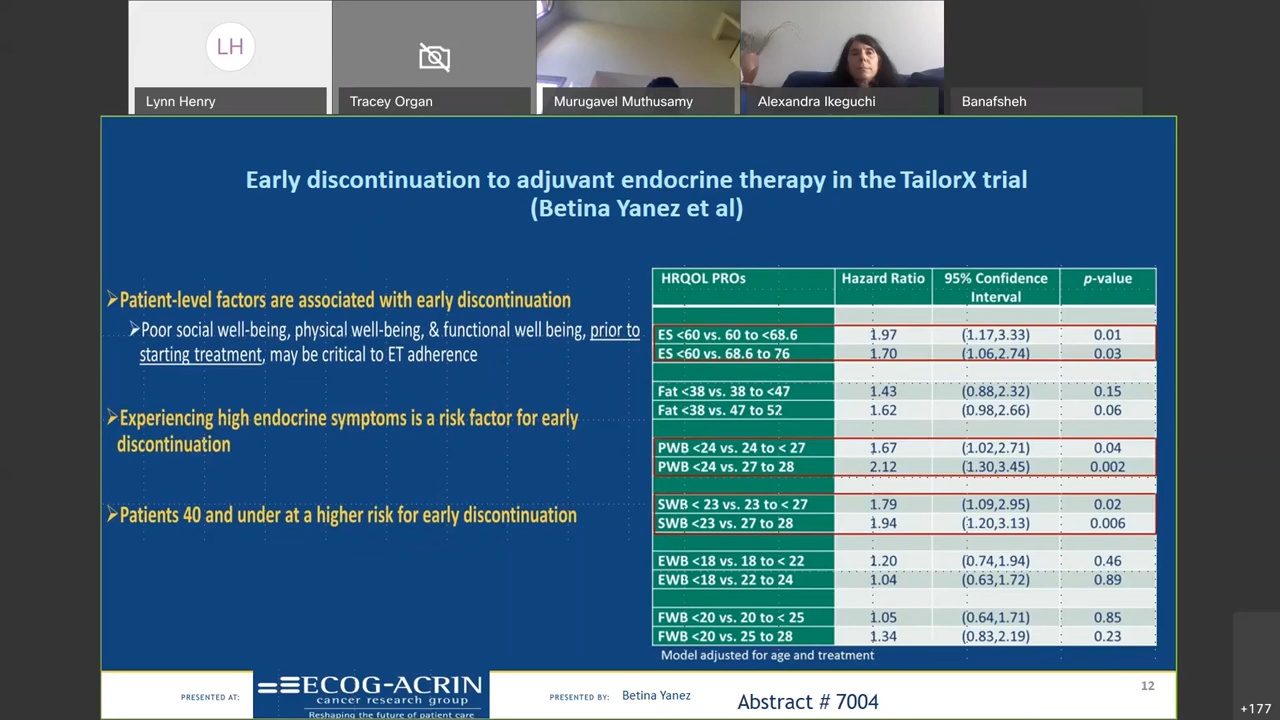 LH
Lynn Henry
Tracey Organ
Murugavel Muthusamy
Alexandra Ikeguchi
Banafsheh
Early discontinuation to adjuvant endocrine therapy in the TailorX trial
(Betina Yanez et al)
➢Patient-level factors are associated with early discontinuation
➢Poor social well-being, physical well-being, & functional well being, prior to
starting treatment, may be critical to ET adherence
➢Experiencing high endocrine symptoms is a risk factor for early
discontinuation
➢Patients 40 and under at a higher risk for early discontinuation
HRQOL PROs Hazard Ratio 95% Confidence p-value
Interval
ES <60 vs. 60 to <68.6 1.97 (1.17,3.33) 0.01
ES <60 vs. 68.6 to 76 1.70 (1.06,2.74) 0.03
Fat <38 vs. 38 to <47 1.43 (0.88,2.32) 0.15
Fat <38 vs. 47 to 52 1.62 (0.98,2.66) 0.06
PWB <24 vs. 24 to < 27 1.67 (1.02,2.71) 0.04
PWB <24 vs. 27 to 28 2.12 (1.30,3.45) 0.002
SWB < 23 vs. 23 to < 27 1.79 (1.09,2.95) 0.02
SWB <23 vs. 27 to 28 1.94 (1.20,3.13) 0.006
EWB <18 vs. 18 to < 22 1.20 (0.74,1.94) 0.46
EWB <18 vs. 22 to 24 1.04 (0.63,1.72) 0.89
FWB <20 vs. 20 to < 25 1.05 (0.64,1.71) 0.85
FWB <20 vs. 25 to 28 1.34 (0.83,2.19) 0.23
Model adjusted for age and treatment
PRESENTED AT:
ECOG-ACRIN
cancer research group
Reshaping the future of patient care
PRESENTED BY: Betina Yanez
Abstract # 7004
12
+177